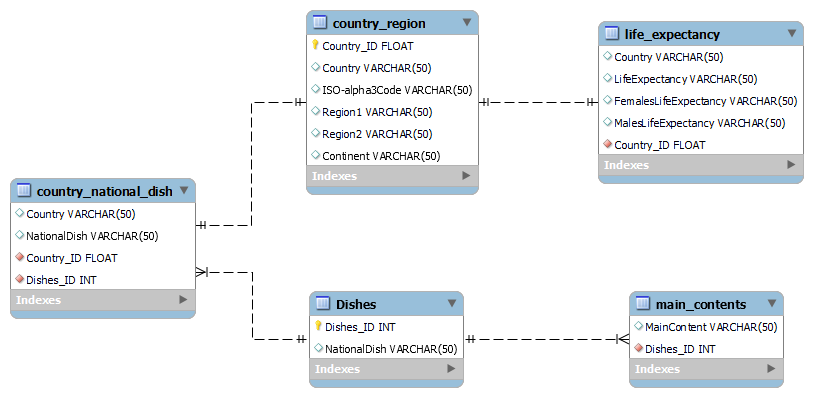 country_region
Country_ID FLOAT
Country VARCHAR(50)
ISO-alpha3Code VARCHAR(50)
Region1 VARCHAR(50)
Region2 VARCHAR(50)
Continent VARCHAR(50)
Indexes
life_expectancy
Country VARCHAR(50)
LifeExpectancy VARCHAR(50)
FemalesLifeExpectancy VARCHAR(50)
MalesLifeExpectancy VARCHAR(50)
Country_ID FLOAT
Indexes
country_national_dish
Country VARCHAR(50)
NationalDish VARCHAR(50)
Country_ID FLOAT
Dishes_ID INT
Indexes
Dishes
Dishes_ID INT
NationalDish VARCHAR(50)
Indexes
main_contents
MainContent VARCHAR(50)
Dishes_ID INT
Indexes